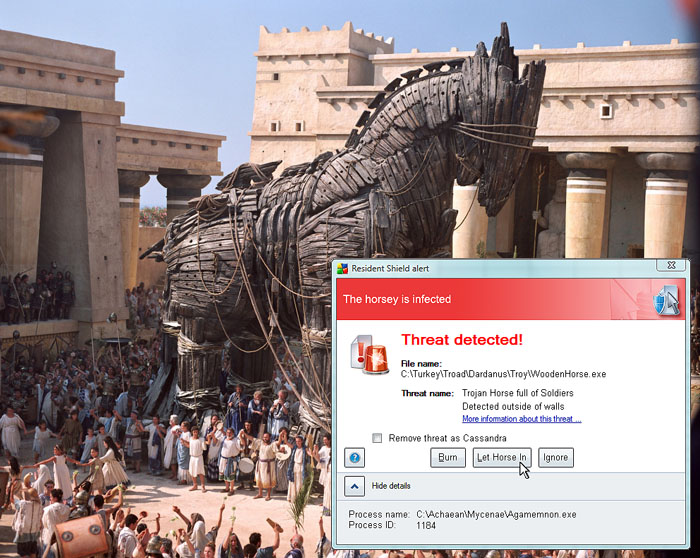 Resident Shield alert
The horsey is infected
Threat detected!
File name:
C:\Turkey\Troad\Dardanus\Troy\WoodenHorse.exe
Threat name: Trojan Horse full of Soldiers
Detected outside of walls
More information about this threat ...
Remove threat as Cassandra
Burn Let Horse In Ignore
Hide details
Process name: C:\Achaean\Mycenae\Agamemnon.exe
Process ID: 1184